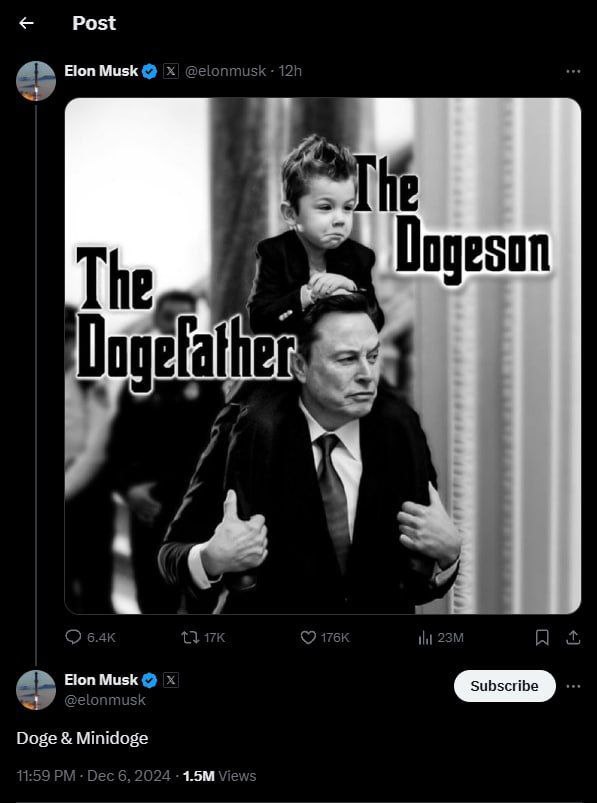 Post
Elon Musk @elonmusk · 12h
The
Dogeson
The
Dogefather
6.4K 17K 176K 23M
Elon Musk
@elonmusk
Subscribe
Doge & Minidoge
11:59 PM · Dec 6, 2024 · 1.5M Views